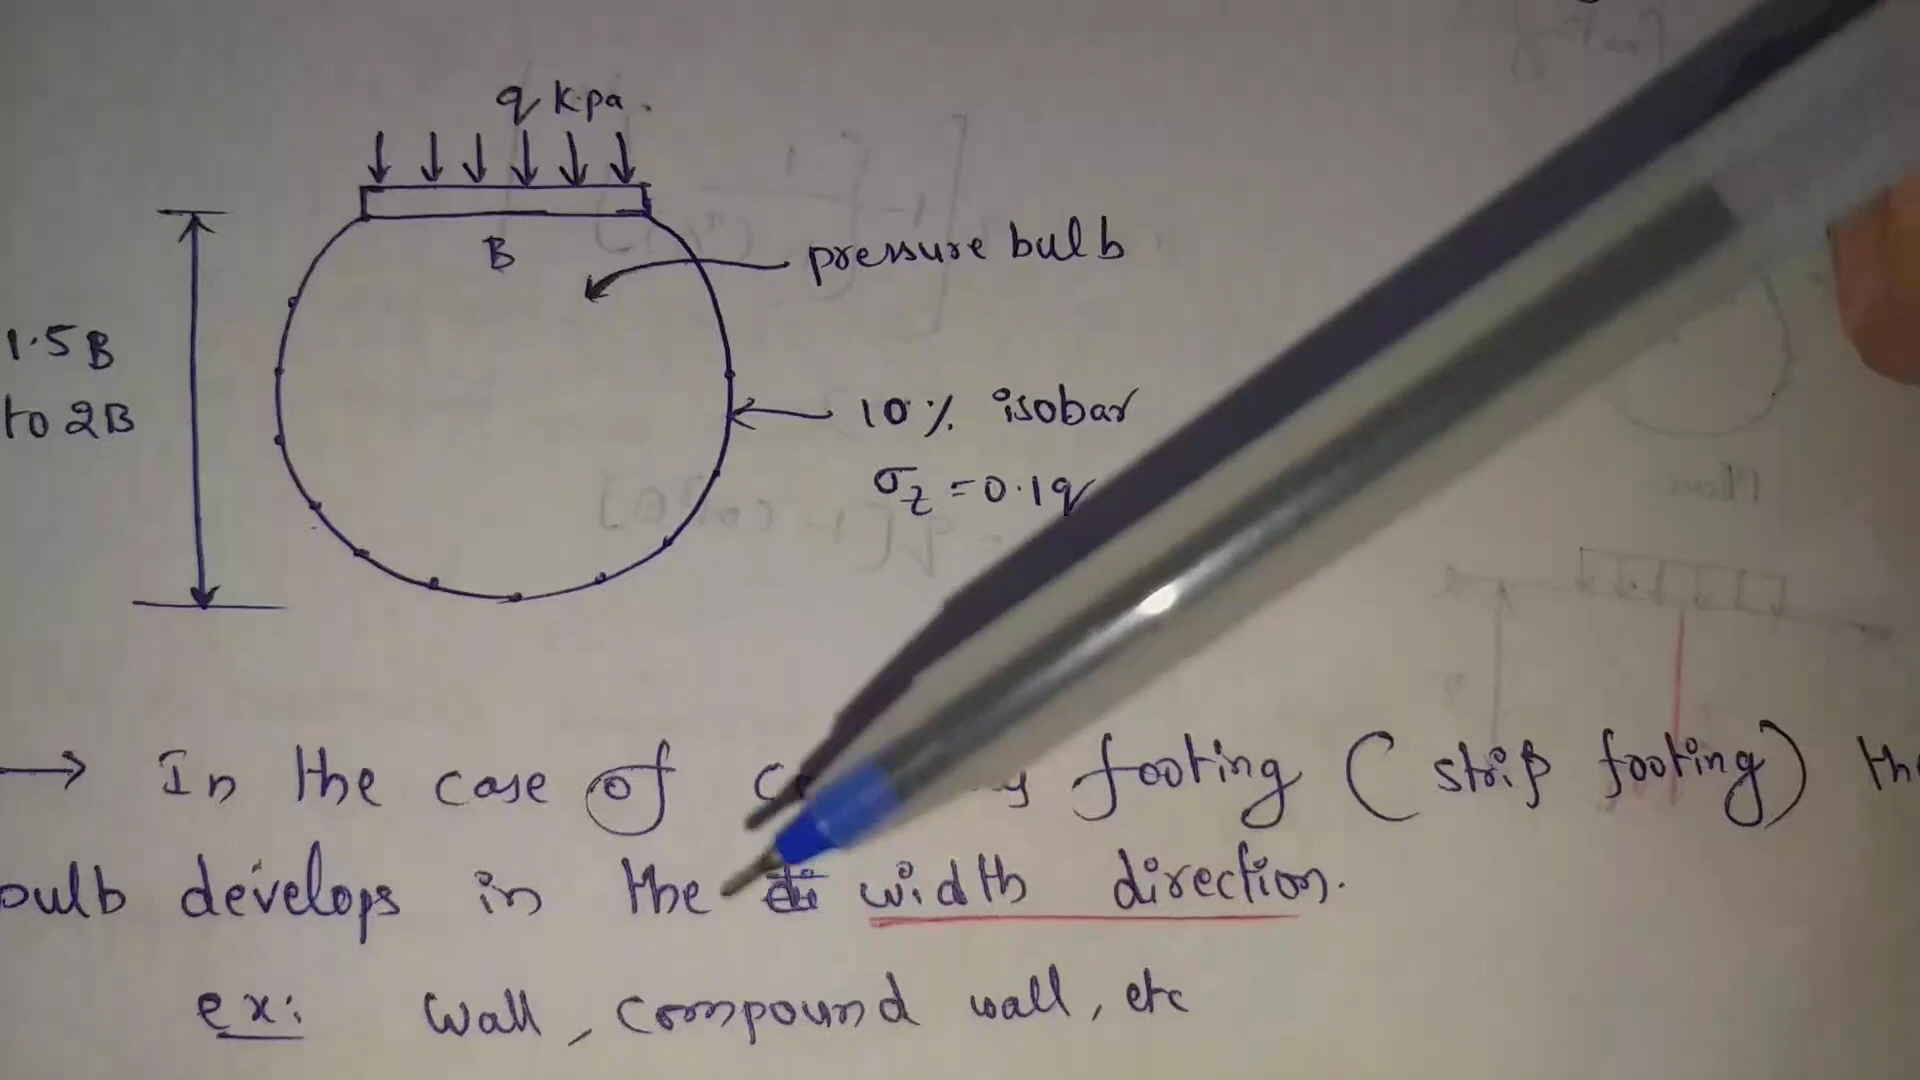 q kpa.
B
pressure bulb
1.5B
to 2B
10% isobar
σz = 0.1q
→ In the case of footing (strip footing)
bulb develops in the width direction.
ex: Wall, compound wall, etc